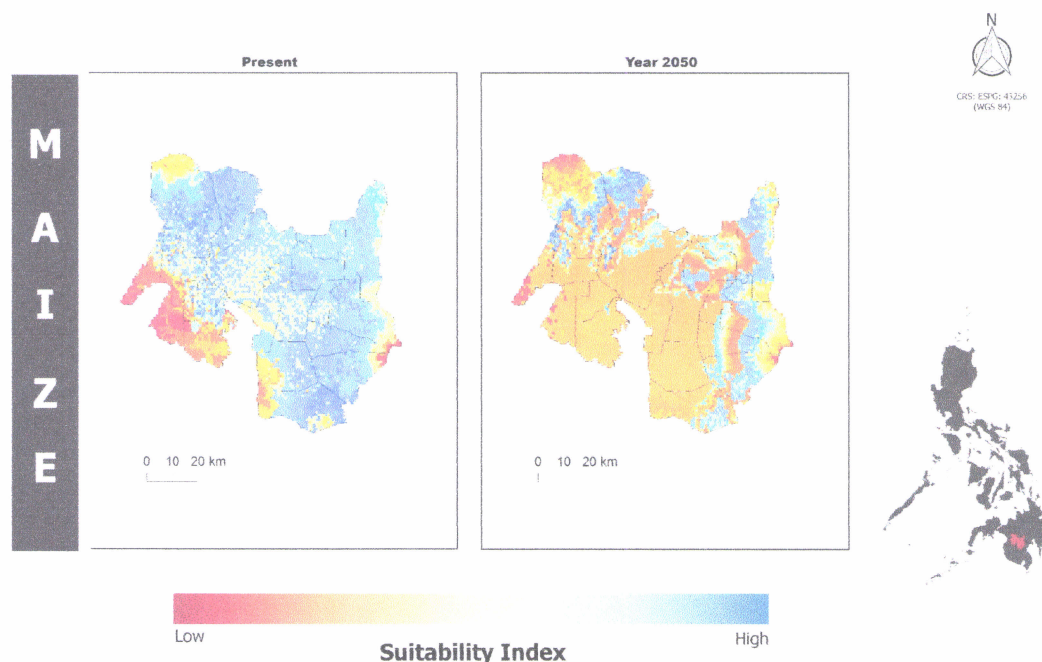 N
CRS: ESPG: 43256
(WGS 84)
Present
Year 2050
M
A
I
Z
E
0 10 20 km
0 10 20 km
Low
High
Suitability Index